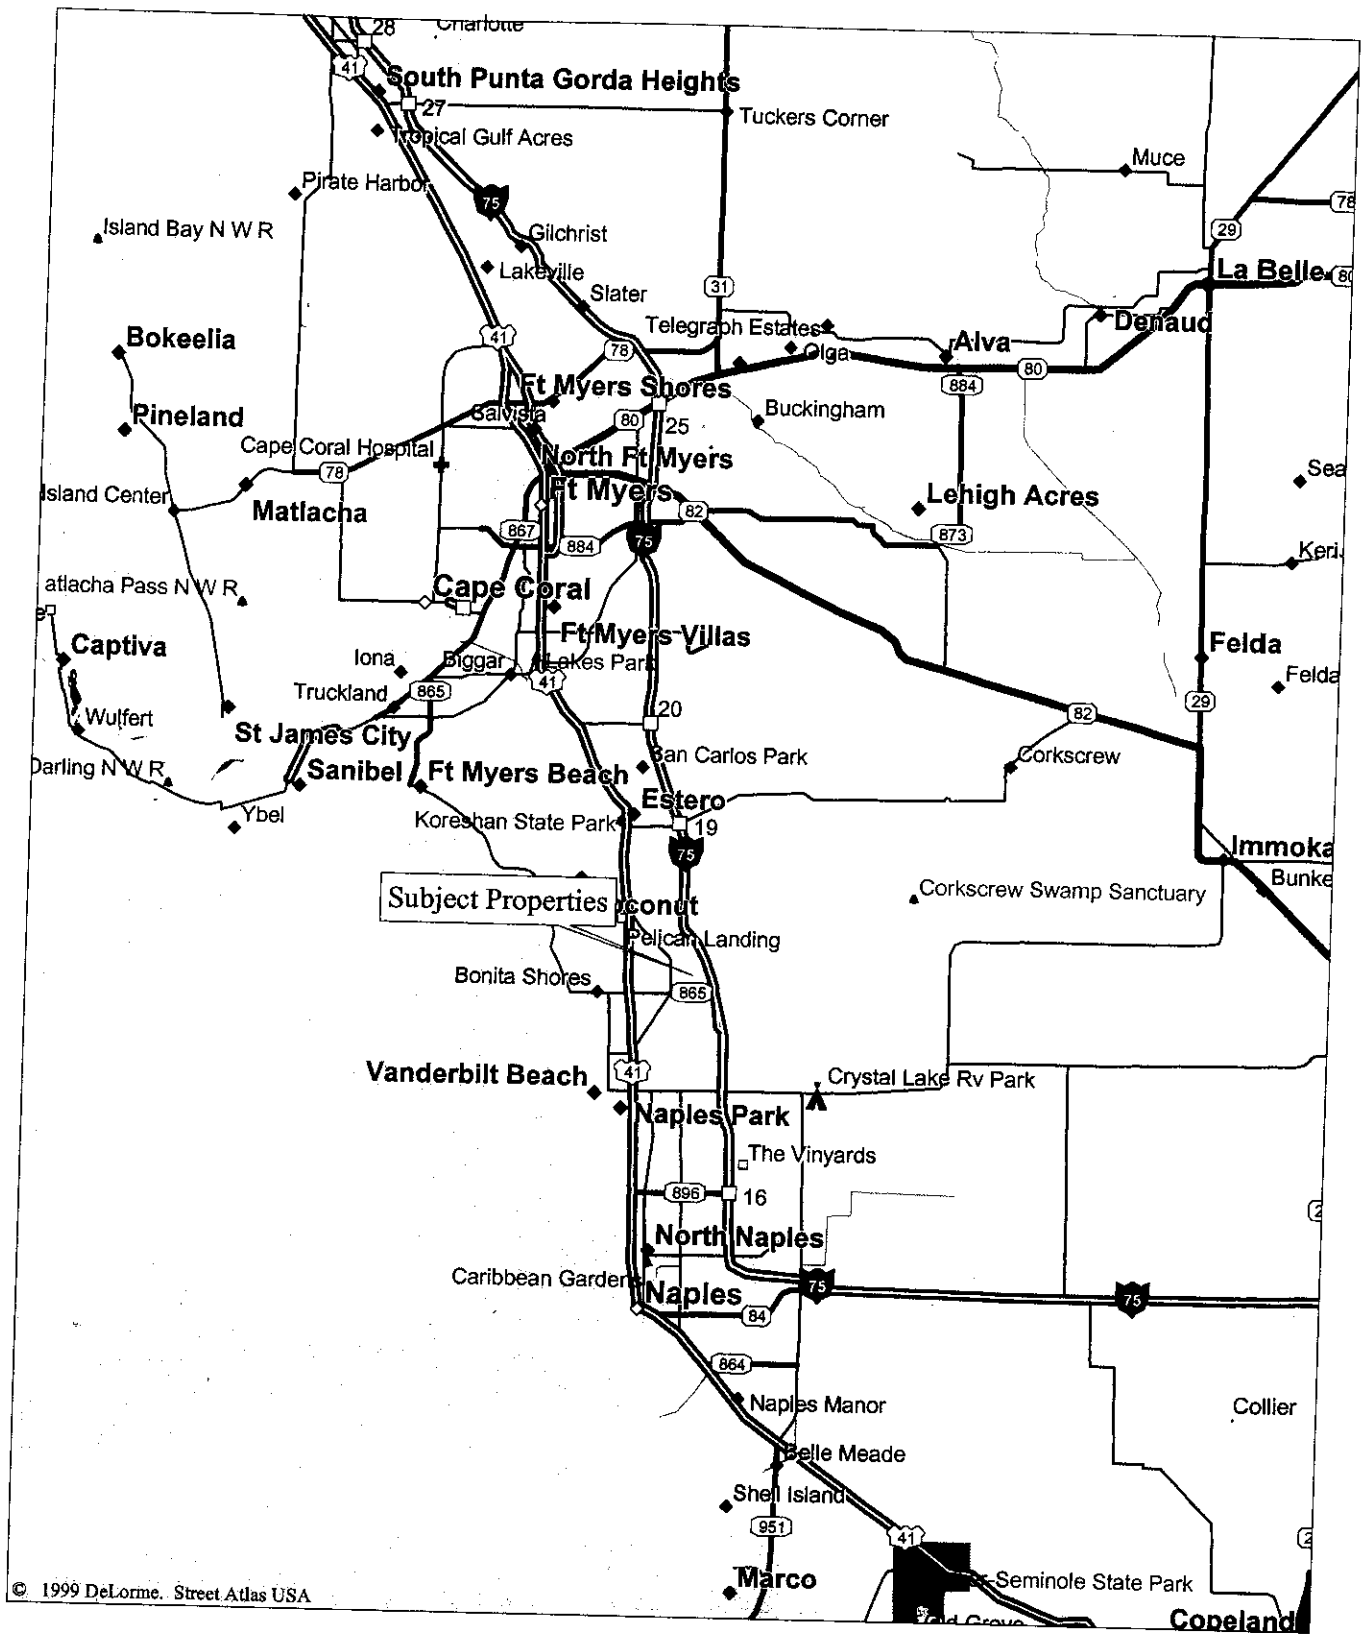 Charlotte
28
41
South Punta Gorda Heights
27
Tuckers Corner
Tropical Gulf Acres
Muce
Pirate Harbor
75
78
Island Bay N W R
Gilchrist
29
Lakeville
La Belle
80
31
Slater
Telegraph Estates
Denaud
Bokeelia
41
78
Olga
Alva
80
884
Ft Myers Shores
Pineland
Salvista
80
25
Buckingham
Cape Coral Hospital
North Ft Myers
78
Sea
Island Center
Matlacha
Ft Myers
82
Lehigh Acres
867
884
75
873
Keri
atlacha Pass N W R
Cape Coral
e
Captiva
Ft Myers Villas
Felda
Iona
Biggar
Lakes Park
Felda
Truckland
865
41
Wulfert
20
82
29
St James City
San Carlos Park
Corkscrew
Darling N W R
Sanibel
Ft Myers Beach
Ybel
Estero
Koreshan State Park
19
75
Immoka
Bunke
Subject Properties
oconut
Corkscrew Swamp Sanctuary
Pelican Landing
Bonita Shores
865
Vanderbilt Beach
41
Crystal Lake Rv Park
Naples Park
The Vinyards
896
16
2
North Naples
Caribbean Gardens
Naples
75
75
84
864
Naples Manor
Collier
Belle Meade
Shell Island
951
41
2
Marco
r-Seminole State Park
© 1999 DeLorme. Street Atlas USA
Copeland